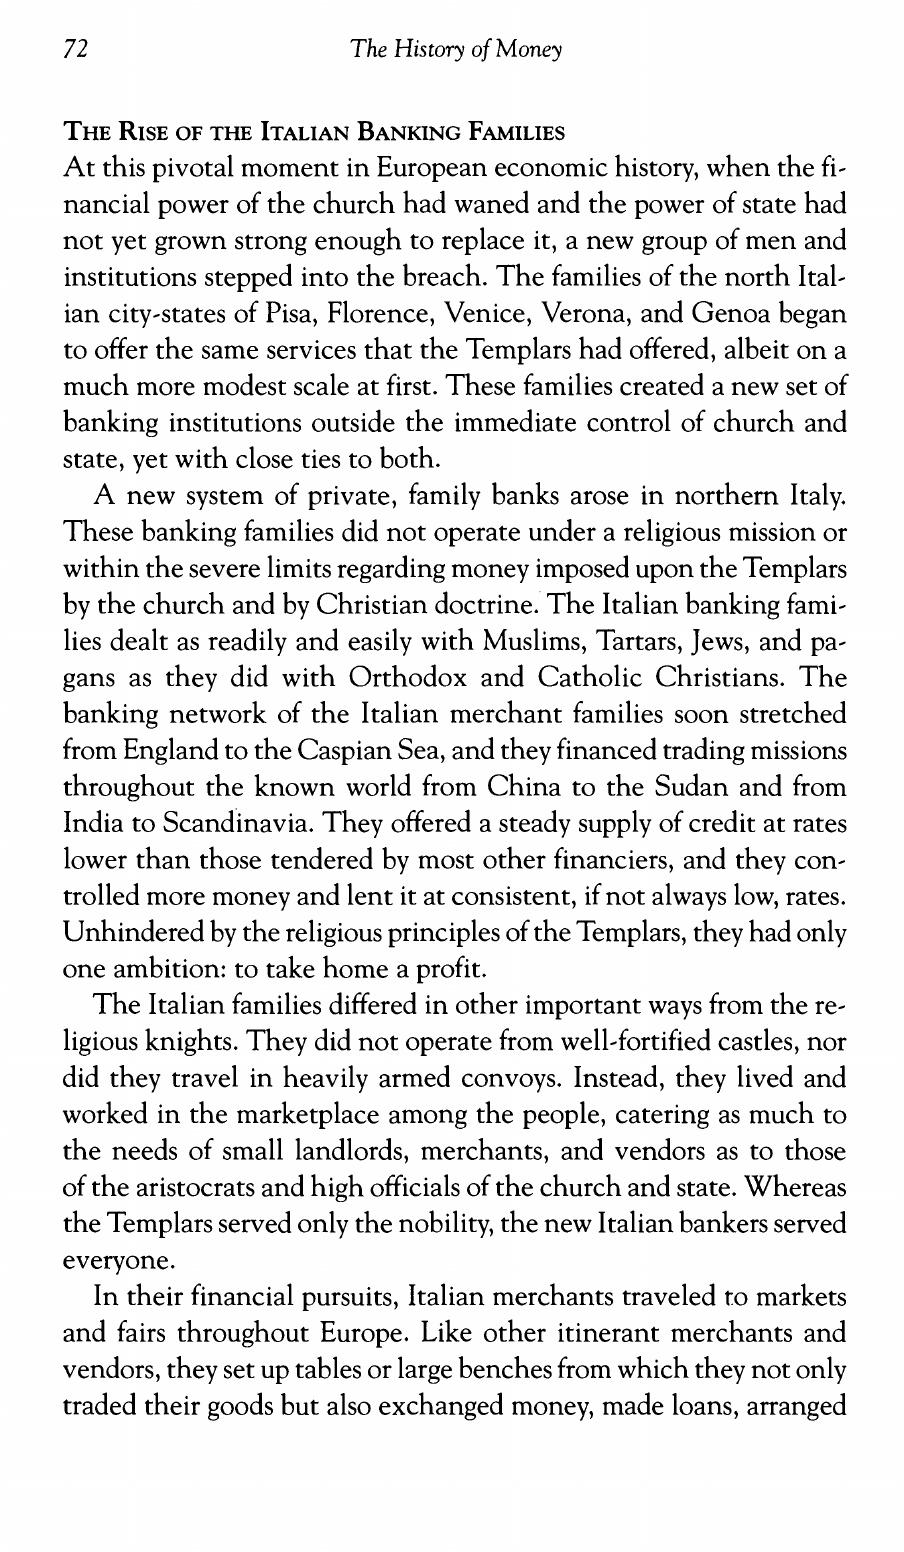 72 The History of Money
THE RISE OF THE ITALIAN BANKING FAMILIES
At this pivotal moment in European economic history, when the fi-
nancial power of the church had waned and the power of state had
not yet grown strong enough to replace it, a new group of men and
institutions stepped into the breach. The families of the north Ital-
ian city-states of Pisa, Florence, Venice, Verona, and Genoa began
to offer the same services that the Templars had offered, albeit on a
much more modest scale at first. These families created a new set of
banking institutions outside the immediate control of church and
state, yet with close ties to both.
A new system of private, family banks arose in northern Italy.
These banking families did not operate under a religious mission or
within the severe limits regarding money imposed upon the Templars
by the church and by Christian doctrine. The Italian banking fami-
lies dealt as readily and easily with Muslims, Tartars, Jews, and pa-
gans as they did with Orthodox and Catholic Christians. The
banking network of the Italian merchant families soon stretched
from England to the Caspian Sea, and they financed trading missions
throughout the known world from China to the Sudan and from
India to Scandinavia. They offered a steady supply of credit at rates
lower than those tendered by most other financiers, and they con-
trolled more money and lent it at consistent, if not always low, rates.
Unhindered by the religious principles of the Templars, they had only
one ambition: to take home a profit.
The Italian families differed in other important ways from the re-
ligious knights. They did not operate from well-fortified castles, nor
did they travel in heavily armed convoys. Instead, they lived and
worked in the marketplace among the people, catering as much to
the needs of small landlords, merchants, and vendors as to those
of the aristocrats and high officials of the church and state. Whereas
the Templars served only the nobility, the new Italian bankers served
everyone.
In their financial pursuits, Italian merchants traveled to markets
and fairs throughout Europe. Like other itinerant merchants and
vendors, they set up tables or large benches from which they not only
traded their goods but also exchanged money, made loans, arranged